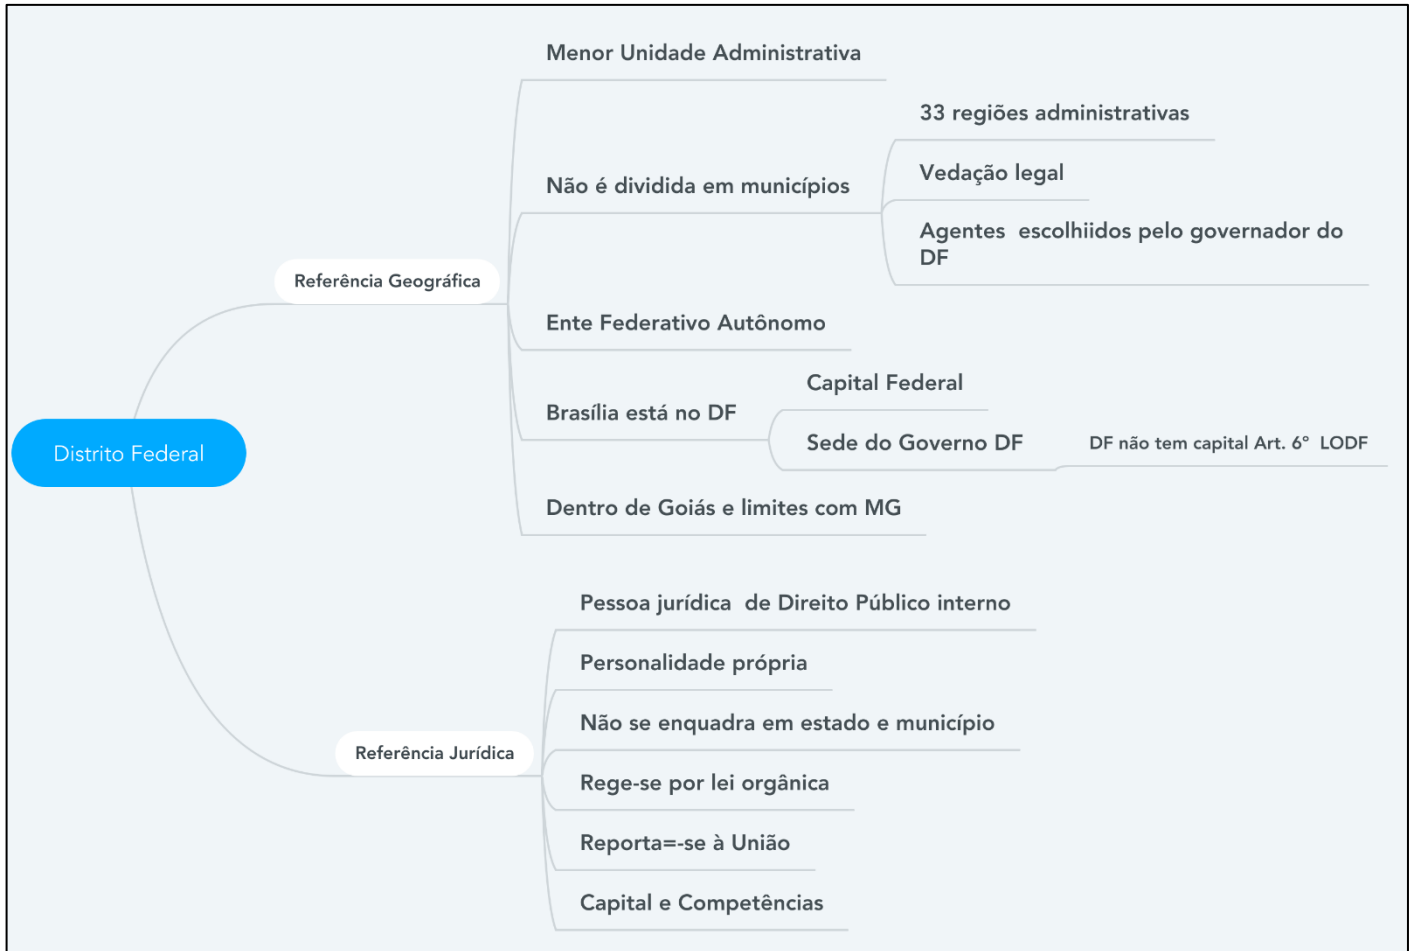 Menor Unidade Administrativa
33 regiões administrativas
Vedação legal
Não é dividida em municípios
Agentes  escolhiidos pelo governador do
DF
Referência Geográfica
Ente Federativo Autônomo
Capital Federal
Brasília está no DF
Sede do Governo DF
DF não tem capital Art. 6º  LODF
Distrito Federal
Dentro de Goiás e limites com MG
Pessoa jurídica  de Direito Público interno
Personalidade própria
Não se enquadra em estado e município
Referência Jurídica
Rege-se por lei orgânica
Reporta=-se à União
Capital e Competências